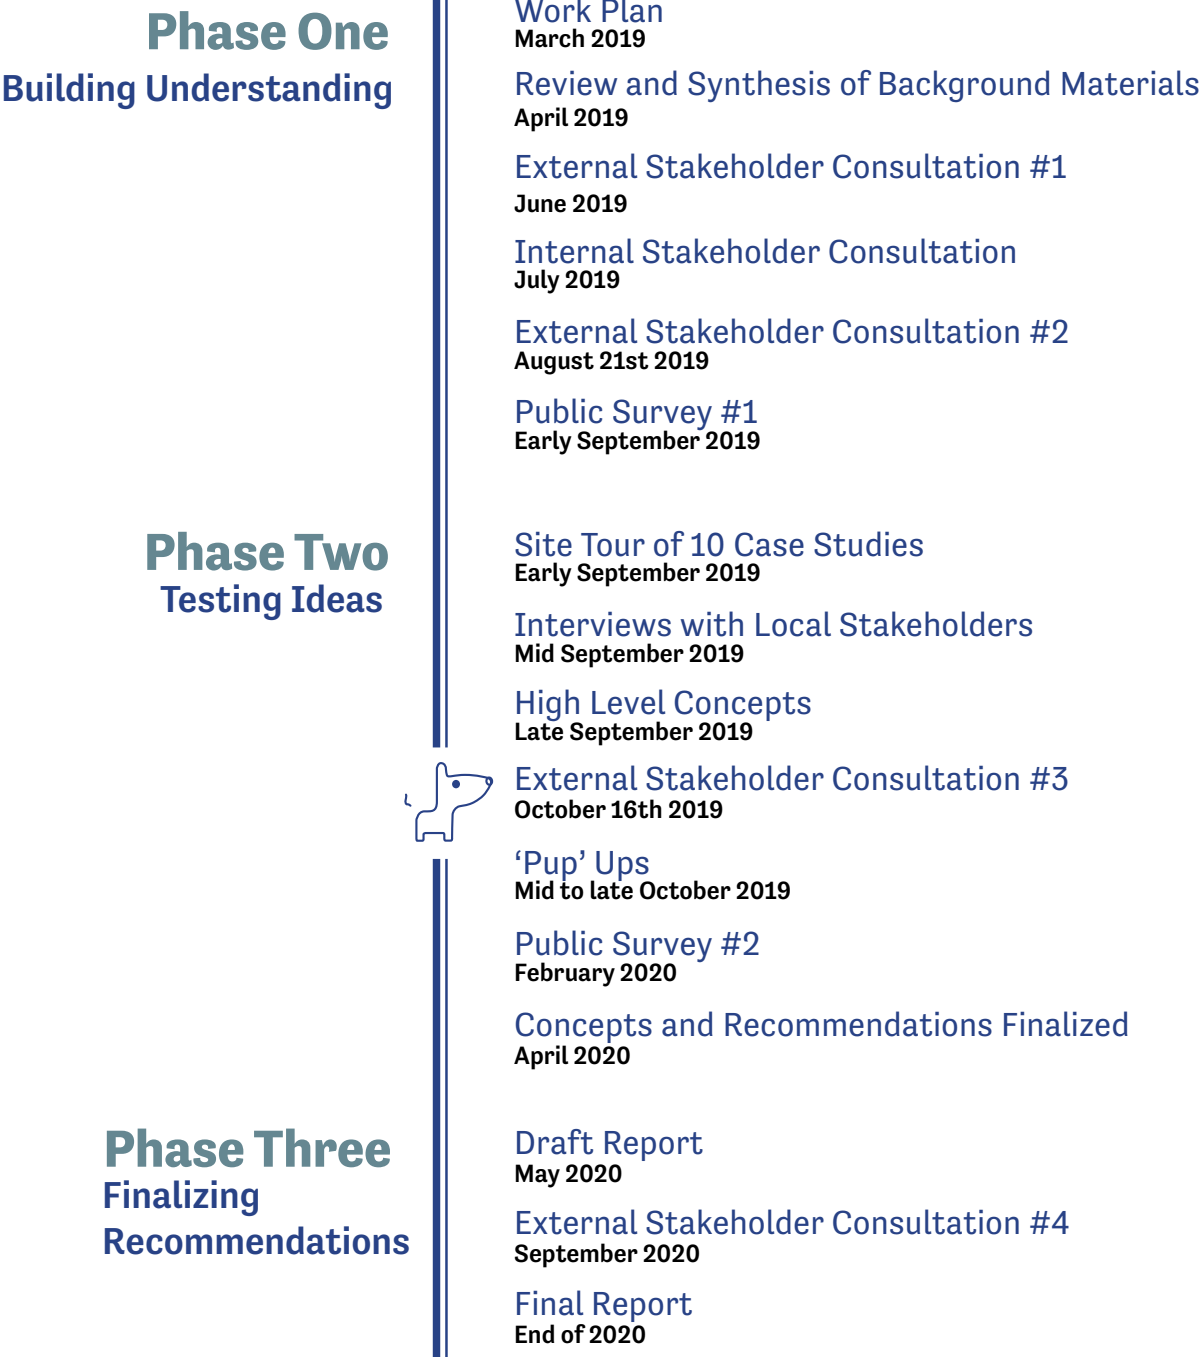 Phase One
Building Understanding
Work Plan
March 2019
Review and Synthesis of Background Materials
April 2019
External Stakeholder Consultation #1
June 2019
Internal Stakeholder Consultation
July 2019
External Stakeholder Consultation #2
August 21st 2019
Public Survey #1
Early September 2019
Phase Two
Testing Ideas
Site Tour of 10 Case Studies
Early September 2019
Interviews with Local Stakeholders
Mid September 2019
High Level Concepts
Late September 2019
External Stakeholder Consultation #3
October 16th 2019
‘Pup’ Ups
Mid to late October 2019
Public Survey #2
February 2020
Concepts and Recommendations Finalized
April 2020
Phase Three
Finalizing
Recommendations
Draft Report
May 2020
External Stakeholder Consultation #4
September 2020
Final Report
End of 2020